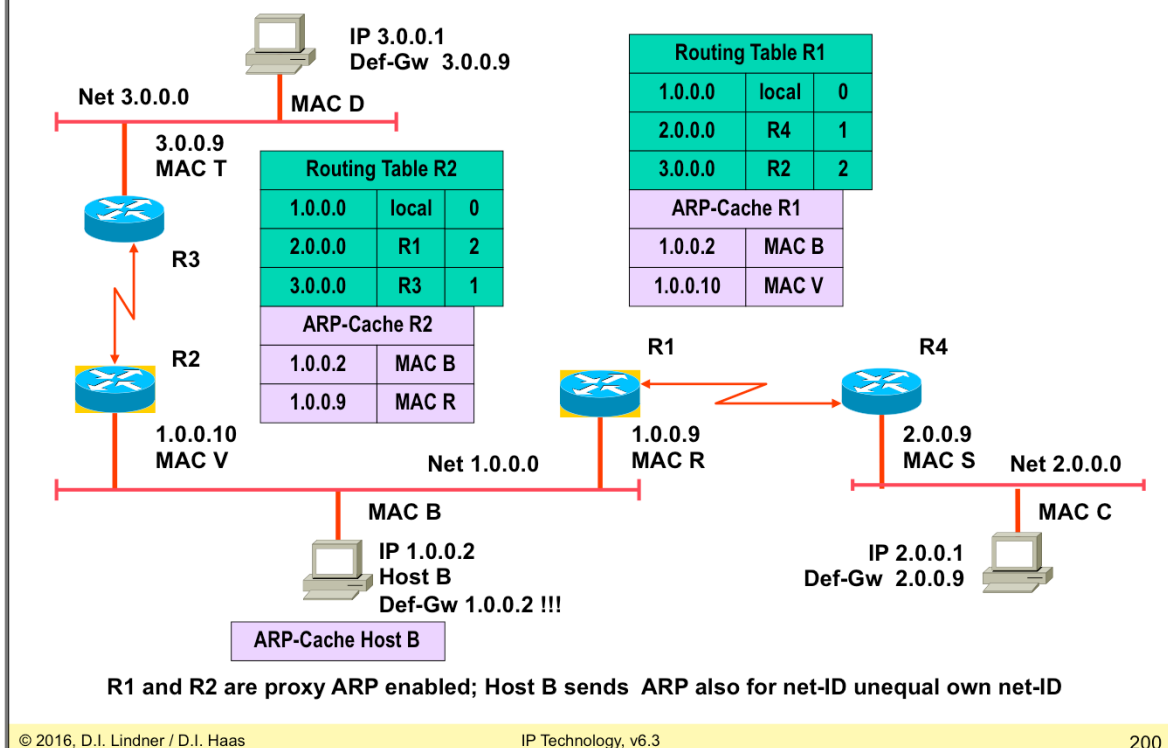 IP 3.0.0.1
Def-Gw 3.0.0.9
Net 3.0.0.0
MAC D
3.0.0.9
MAC T
R3
Routing Table R2
1.0.0.0 local 0
2.0.0.0 R1 2
3.0.0.0 R3 1
ARP-Cache R2
1.0.0.2 MAC B
1.0.0.9 MAC R
Routing Table R1
1.0.0.0 local 0
2.0.0.0 R4 1
3.0.0.0 R2 2
ARP-Cache R1
1.0.0.2 MAC B
1.0.0.10 MAC V
R2
R1
R4
1.0.0.10
MAC V
Net 1.0.0.0
1.0.0.9
MAC R
2.0.0.9
MAC S
Net 2.0.0.0
MAC B
MAC C
IP 1.0.0.2
Host B
Def-Gw 1.0.0.2 !!!
IP 2.0.0.1
Def-Gw 2.0.0.9
ARP-Cache Host B
R1 and R2 are proxy ARP enabled; Host B sends ARP also for net-ID unequal own net-ID
© 2016, D.I. Lindner / D.I. Haas
IP Technology, v6.3
200